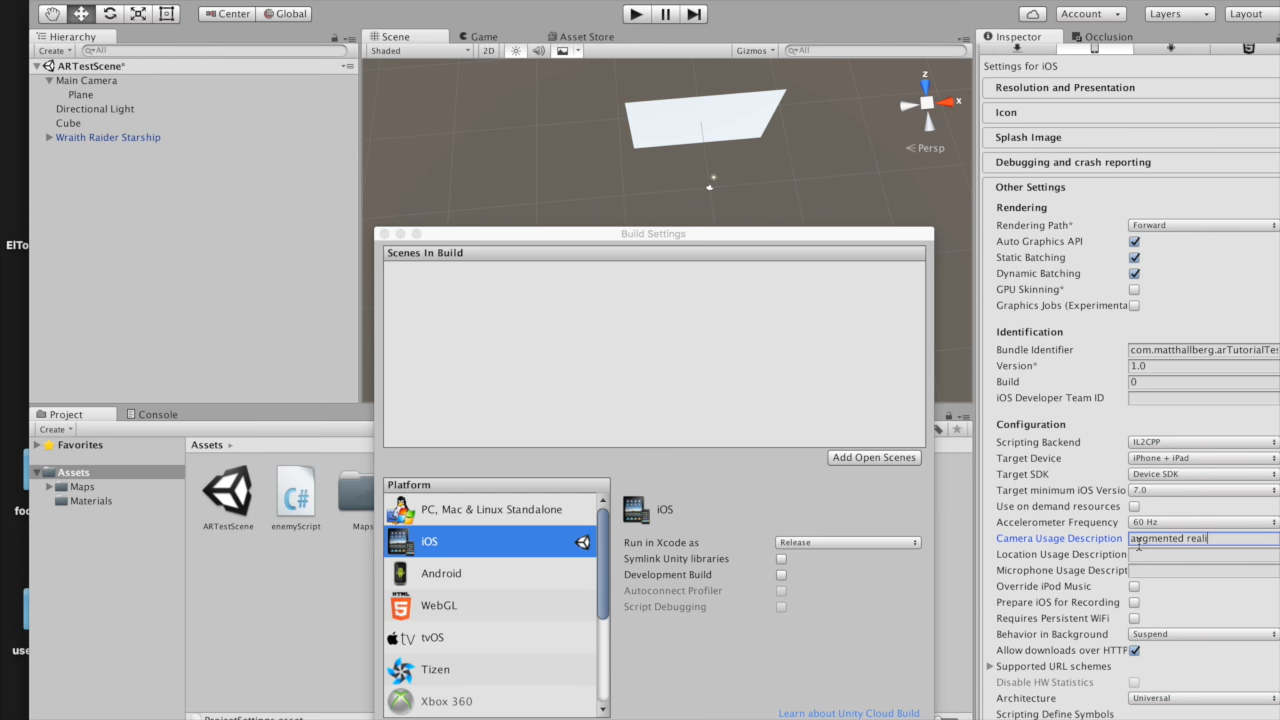 Center
Global
Account
Layers
Layout
Hierarchy
Create
All
ARTestScene*
Main Camera
Plane
Directional Light
Cube
Wraith Raider Starship
Scene
Game
Asset Store
Shaded
2D
Gizmos
All
z
x
Persp
Inspector
Occlusion
Settings for iOS
Resolution and Presentation
Icon
Splash Image
Debugging and crash reporting
Other Settings
Rendering
Rendering Path* Forward
Auto Graphics API
Static Batching
Dynamic Batching
GPU Skinning*
Graphics Jobs (Experimenta
Identification
Bundle Identifier com.matthallberg.arTutorialTes
Version* 1.0
Build 0
iOS Developer Team ID
Configuration
Scripting Backend IL2CPP
Target Device iPhone + iPad
Target SDK Device SDK
Target minimum iOS Versio 7.0
Use on demand resources
Accelerometer Frequency 60 Hz
Camera Usage Description augmented reali
Location Usage Description
Microphone Usage Descript
Override iPod Music
Prepare iOS for Recording
Requires Persistent WiFi
Behavior in Background Suspend
Allow downloads over HTTP
Supported URL schemes
Disable HW Statistics
Architecture Universal
Scripting Define Symbols
Build Settings
Scenes In Build
Add Open Scenes
Platform
PC, Mac & Linux Standalone
iOS
Android
HTML
5
WebGL
tv tvOS
Tizen
Xbox 360
iOS
Run in Xcode as Release
Symlink Unity libraries
Development Build
Autoconnect Profiler
Script Debugging
Learn about Unity Cloud Build
Project
Console
Create
Favorites
Assets
Maps
Materials
Assets
C#
ARTestScene
enemyScript
Maps
ProjectSettings.asset
ElTo
foo
use